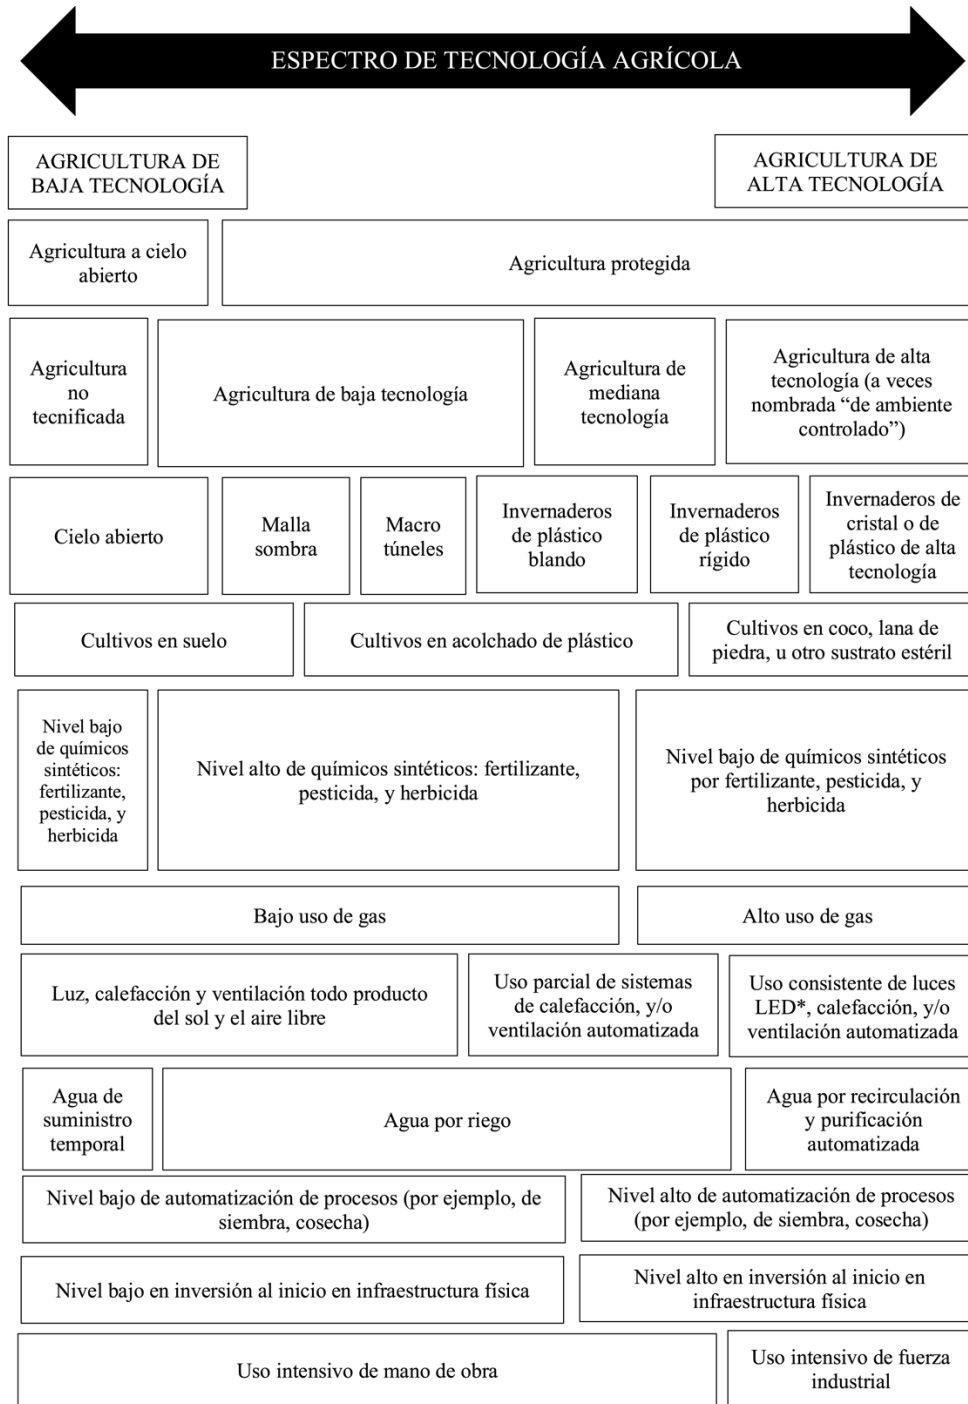 ESPECTRO DE TECNOLOGÍA AGRÍCOLA
AGRICULTURA DE
BAJA TECNOLOGÍA
AGRICULTURA DE
ALTA TECNOLOGÍA
Agricultura a cielo
abierto
Agricultura protegida
Agricultura
no
tecnificada
Agricultura de baja tecnología
Agricultura de
mediana
tecnología
Agricultura de alta
tecnología (a veces
nombrada “de ambiente
controlado”)
Cielo abierto
Malla
sombra
Macro
túneles
Invernaderos
de plástico
blando
Invernaderos
de plástico
rígido
Invernaderos de
cristal o de
plástico de alta
tecnología
Cultivos en suelo
Cultivos en acolchado de plástico
Cultivos en coco, lana de
piedra, u otro sustrato estéril
Nivel bajo
de químicos
sintéticos:
fertilizante,
pesticida, y
herbicida
Nivel alto de químicos sintéticos: fertilizante,
pesticida, y herbicida
Nivel bajo de químicos sintéticos
por fertilizante, pesticida, y
herbicida
Bajo uso de gas
Alto uso de gas
Luz, calefacción y ventilación todo producto
del sol y el aire libre
Uso parcial de sistemas
de calefacción, y/o
ventilación automatizada
Uso consistente de luces
LED*, calefacción, y/o
ventilación automatizada
Agua de
suministro
temporal
Agua por riego
Agua por recirculación
y purificación
automatizada
Nivel bajo de automatización de procesos (por ejemplo, de
siembra, cosecha)
Nivel alto de automatización de procesos
(por ejemplo, de siembra, cosecha)
Nivel bajo en inversión al inicio en infraestructura física
Nivel alto en inversión al inicio en
infraestructura física
Uso intensivo de mano de obra
Uso intensivo de fuerza
industrial